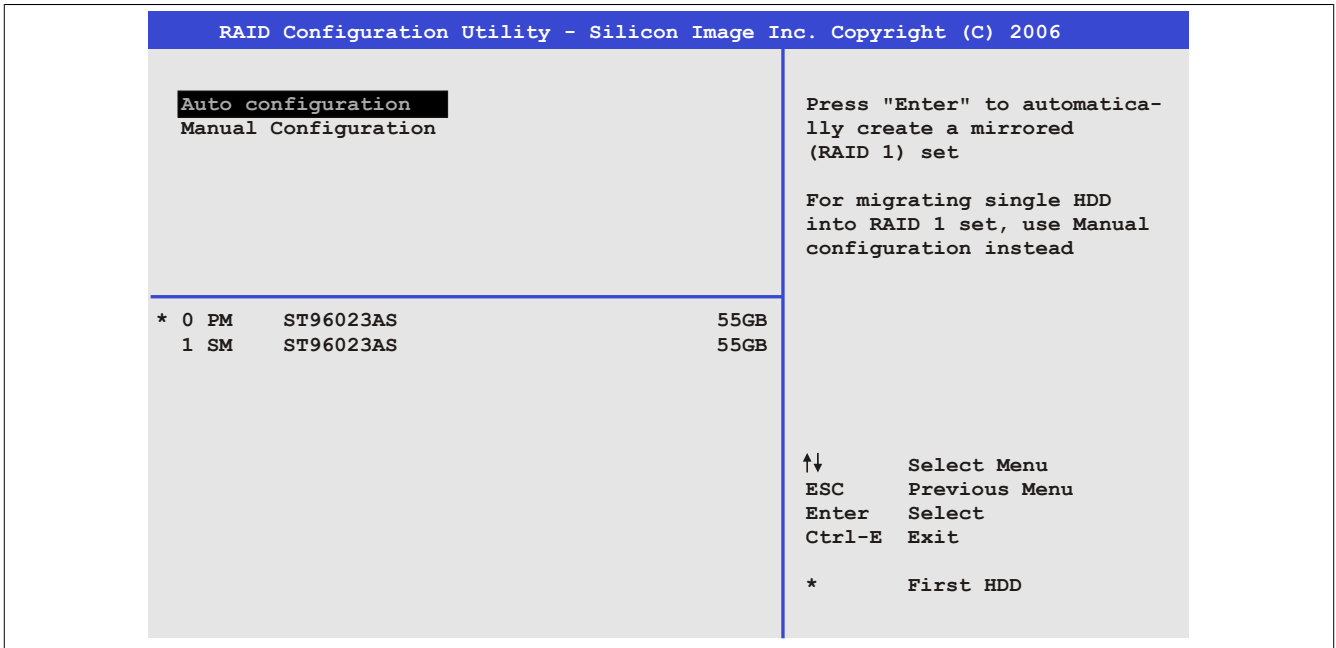 RAID Configuration Utility - Silicon Image Inc. Copyright (C) 2006
Auto configuration
Manual Configuration
Press "Enter" to automatica-
lly create a mirrored
(RAID 1) set
For migrating single HDD
into RAID 1 set, use Manual
configuration instead
* 0 PM ST96023AS 55GB
1 SM ST96023AS 55GB
↑↓ Select Menu
ESC Previous Menu
Enter Select
Ctrl-E Exit
* First HDD